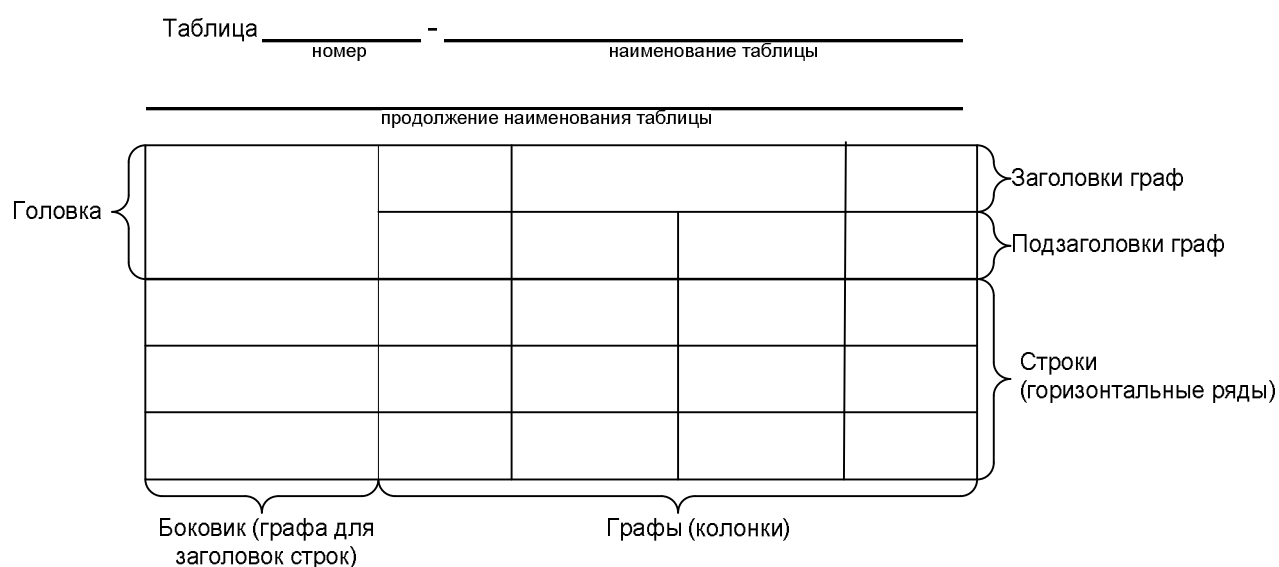 Таблица - 
номер наименование таблицы
продолжение наименования таблицы
Заголовки граф
Головка
Подзаголовки граф
Строки
(горизонтальные ряды)
Боковик (графа для
заголовок строк)
Графы (колонки)